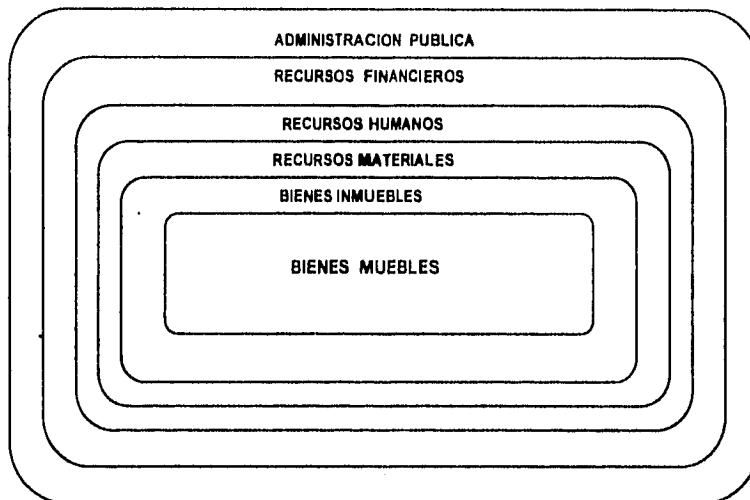 ADMINISTRACION PUBLICA
RECURSOS FINANCIEROS
RECURSOS HUMANOS
RECURSOS MATERIALES
BIENES INMUEBLES
BIENES MUEBLES